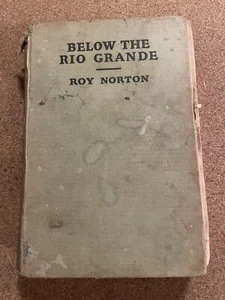 BELOW THE
RIO GRANDE
ROY NORTON